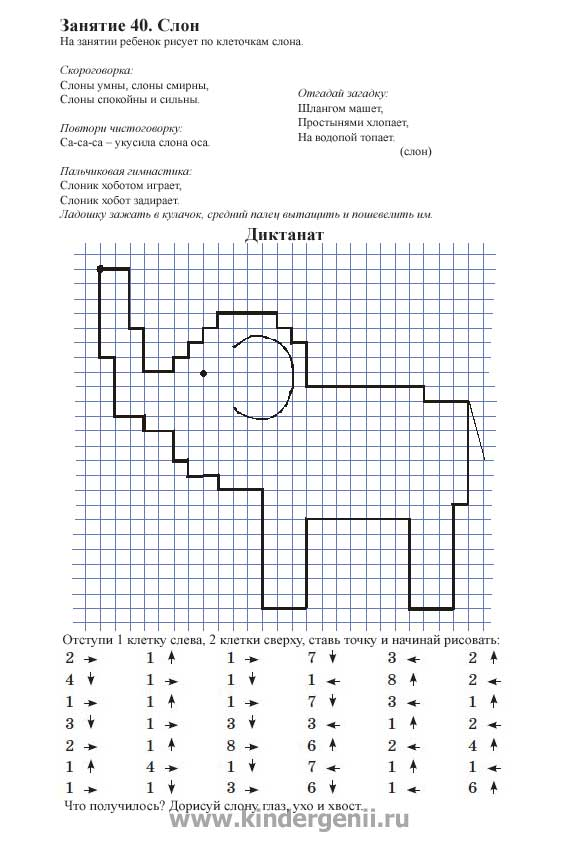 Занятие 40. Слон
На занятии ребенок рисует по клеточкам слона.
Скороговорка:
Слоны умны, слоны смирны,
Слоны спокойны и сильны.
Повтори чистоговорку:
Са-са-са – укусила слона оса.
Отгадай загадку:
Шлангом машет,
Простынями хлопает,
На водопой топает.
(слон)
Пальчиковая гимнастика:
Слоник хоботом играет,
Слоник хобот задирает.
Ладошку зажать в кулачок, средний палец вытащить и пошевелить им.
Диктанат
Отступи 1 клетку слева, 2 клетки сверху, ставь точку и начинай рисовать:
2 → 1 ↑ 1 → 7 ↓ 3 ← 2 ↑
4 ↓ 1 → 1 ↓ 1 ← 8 ↑ 2 ←
1 → 1 ↑ 1 → 7 ↓ 3 ← 1 ↑
3 ↓ 1 → 3 ↓ 3 ← 1 ↑ 2 ←
2 → 1 ↑ 8 → 6 ↑ 2 ← 4 ↑
1 ↑ 4 → 1 ↓ 7 ← 1 ↑ 1 ←
1 → 1 ↓ 3 → 6 ↓ 1 ← 6 ↑
Что получилось? Дорисуй слону глаз, ухо и хвост.
www.kindergenii.ru